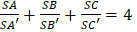 SA/SA′ + SB/SB′ + SC/SC′ = 4